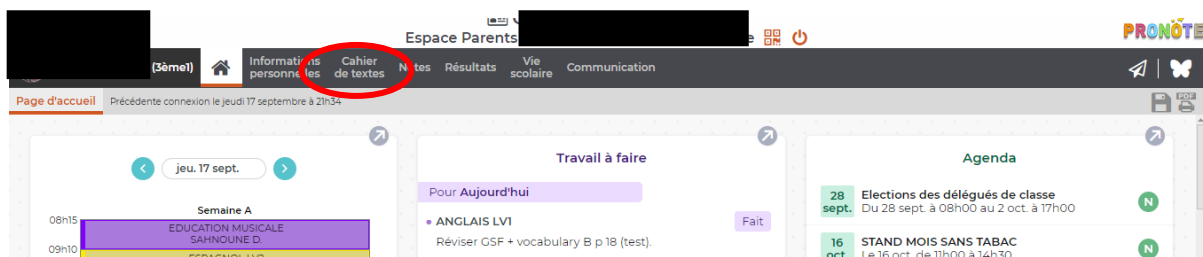 Espace Parents
PRONOTE
(3ème1)
Informations personnelles
Cahier de textes
Notes
Résultats
Vie scolaire
Communication
Page d'accueil
Précédente connexion le jeudi 17 septembre à 21h34
PDF
jeu. 17 sept.
Semaine A
08h15
EDUCATION MUSICALE
SAHNOUNE D.
09h10
ESPAGNOL LV2
Travail à faire
Pour Aujourd'hui
ANGLAIS LV1
Fait
Réviser GSF + vocabulary B p 18 (test).
Agenda
28 sept.
Elections des délégués de classe
Du 28 sept. à 08h00 au 2 oct. à 17h00
N
16 oct.
STAND MOIS SANS TABAC
Le 16 oct. de 11h00 à 14h30
N